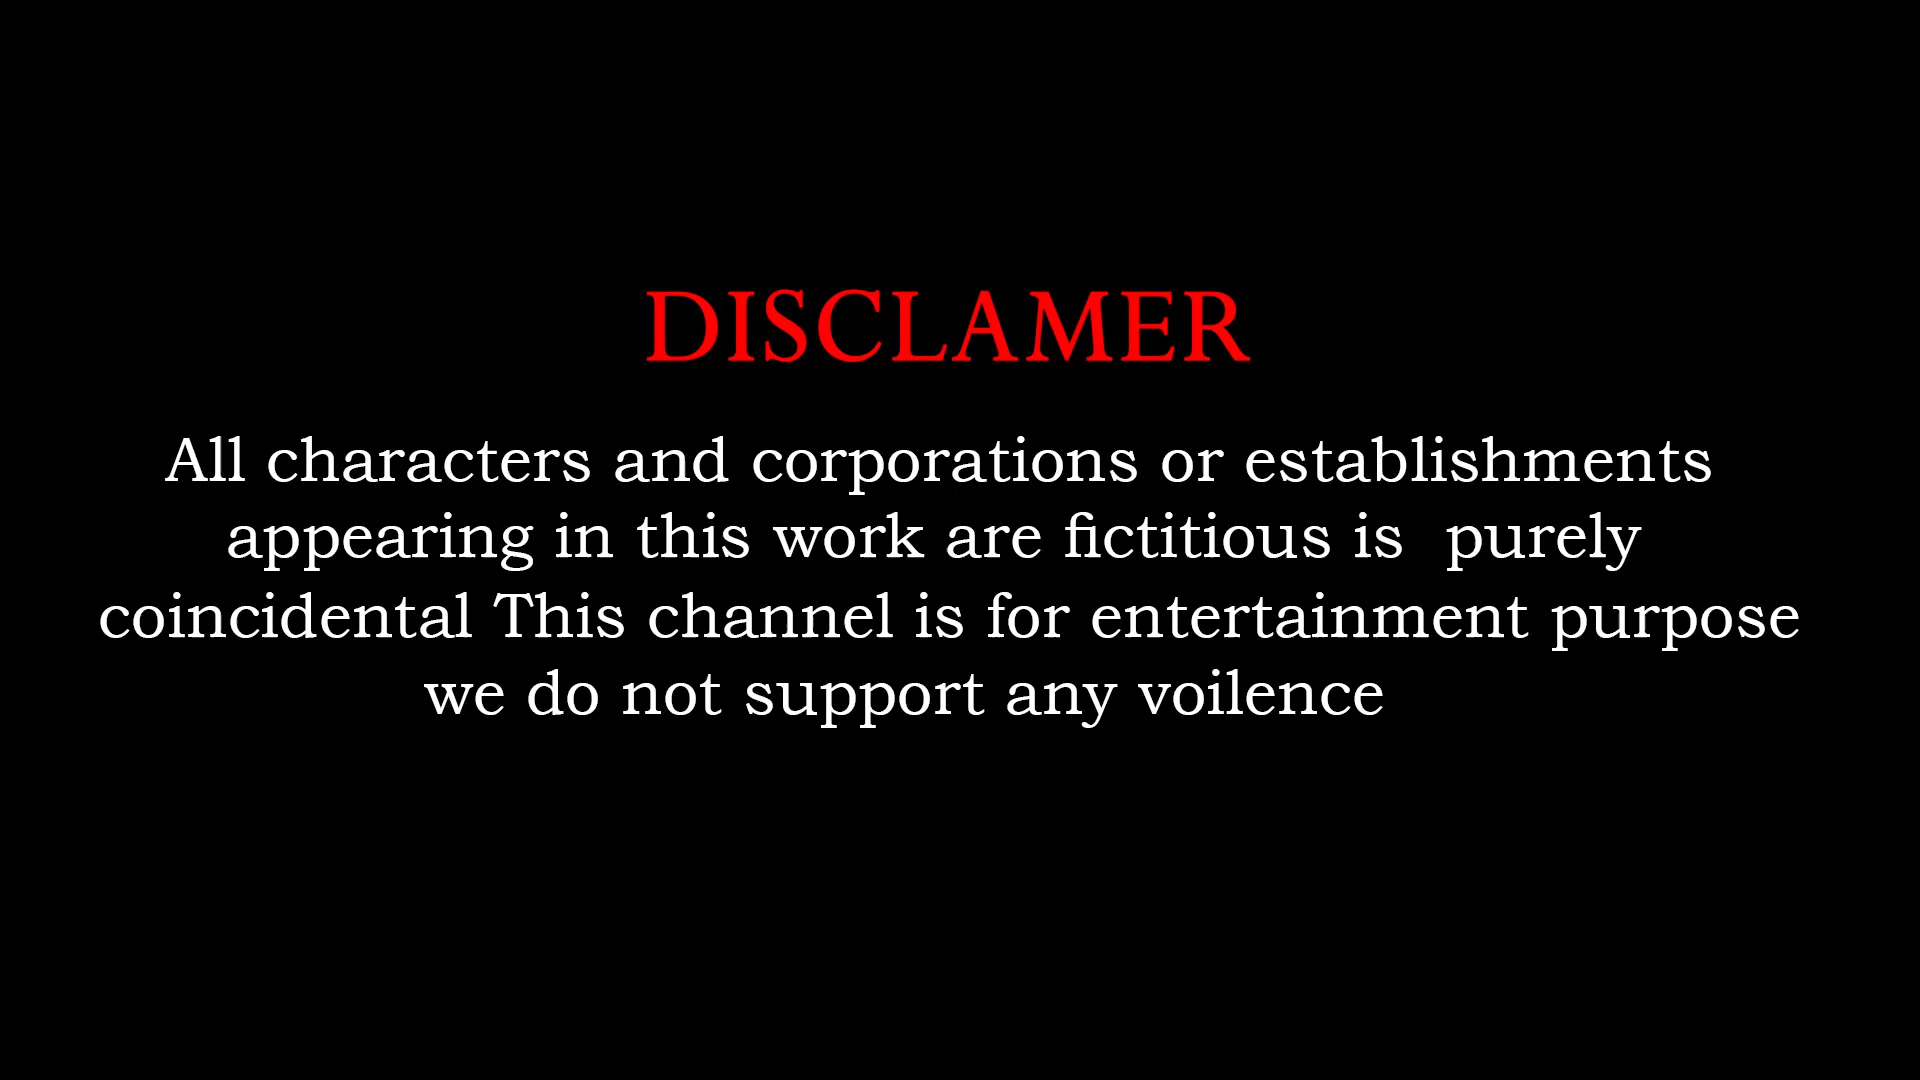 DISCLAMER
All characters and corporations or establishments
appearing in this work are fictitious is  purely
coincidental This channel is for entertainment purpose
we do not support any voilence